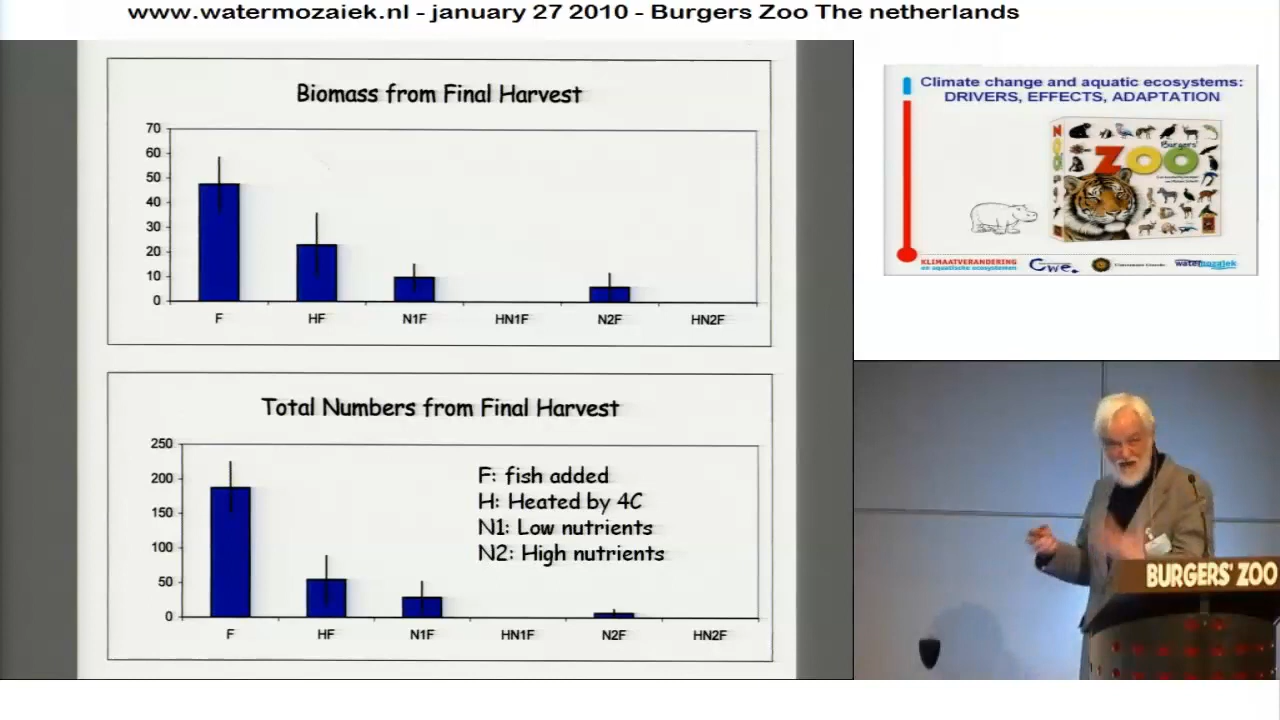 www.watermozaiek.nl - january 27 2010 - Burgers Zoo The netherlands
Biomass from Final Harvest
70
60
50
40
30
20
10
0
F HF N1F HN1F N2F HN2F
Total Numbers from Final Harvest
250
200
150
100
50
0
F: fish added
H: Heated by 4C
N1: Low nutrients
N2: High nutrients
F HF N1F HN1F N2F HN2F
Climate change and aquatic ecosystems:
DRIVERS, EFFECTS, ADAPTATION
Burgers'
ZOO
KLIMAATVERANDERING
en aquatische ecosystemen
Cwe.
watermozaiek
BURGERS' ZOO